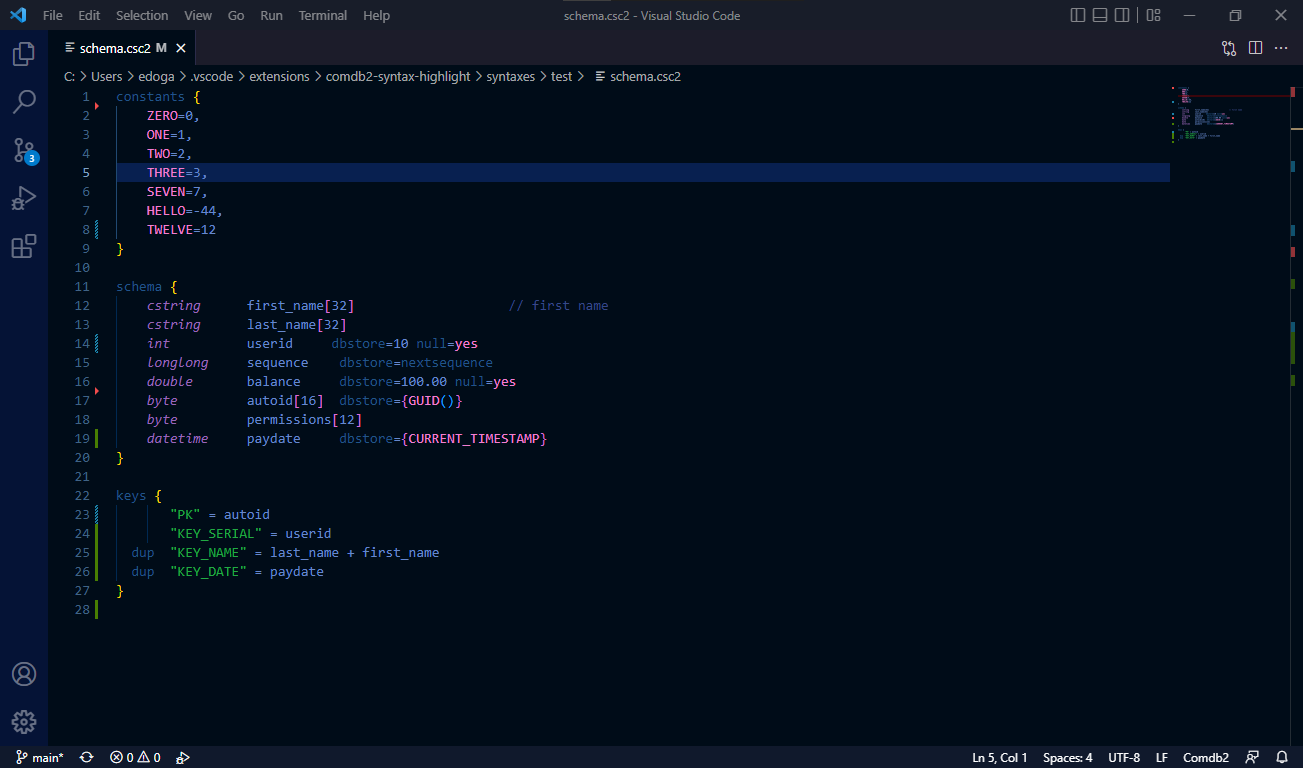 File Edit Selection View Go Run Terminal Help schema.csc2 - Visual Studio Code
schema.csc2 M
C: > Users > edoga > .vscode > extensions > comdb2-syntax-highlight > syntaxes > test > schema.csc2
1 constants {
2 ZERO=0,
3 ONE=1,
4 TWO=2,
5 THREE=3,
6 SEVEN=7,
7 HELLO=-44,
8 TWELVE=12
9 }
10
11 schema {
12 cstring first_name[32] // first name
13 cstring last_name[32]
14 int userid dbstore=10 null=yes
15 longlong sequence dbstore=nextsequence
16 double balance dbstore=100.00 null=yes
17 byte autoid[16] dbstore={GUID()}
18 byte permissions[12]
19 datetime paydate dbstore={CURRENT_TIMESTAMP}
20 }
21
22 keys {
23 "PK" = autoid
24 "KEY_SERIAL" = userid
25 dup "KEY_NAME" = last_name + first_name
26 dup "KEY_DATE" = paydate
27 }
28
3
main* 0 0 Ln 5, Col 1 Spaces: 4 UTF-8 LF Comdb2